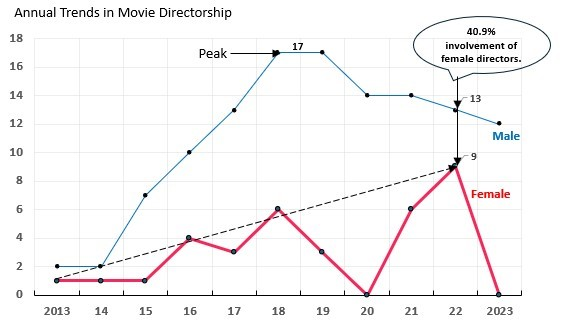 Annual Trends in Movie Directorship
40.9%
involvement of
female directors.
18
16
14
12
10
8
6
4
2
0
Peak
17
13
Male
9
Female
2013 14 15 16 17 18 19 20 21 22 2023